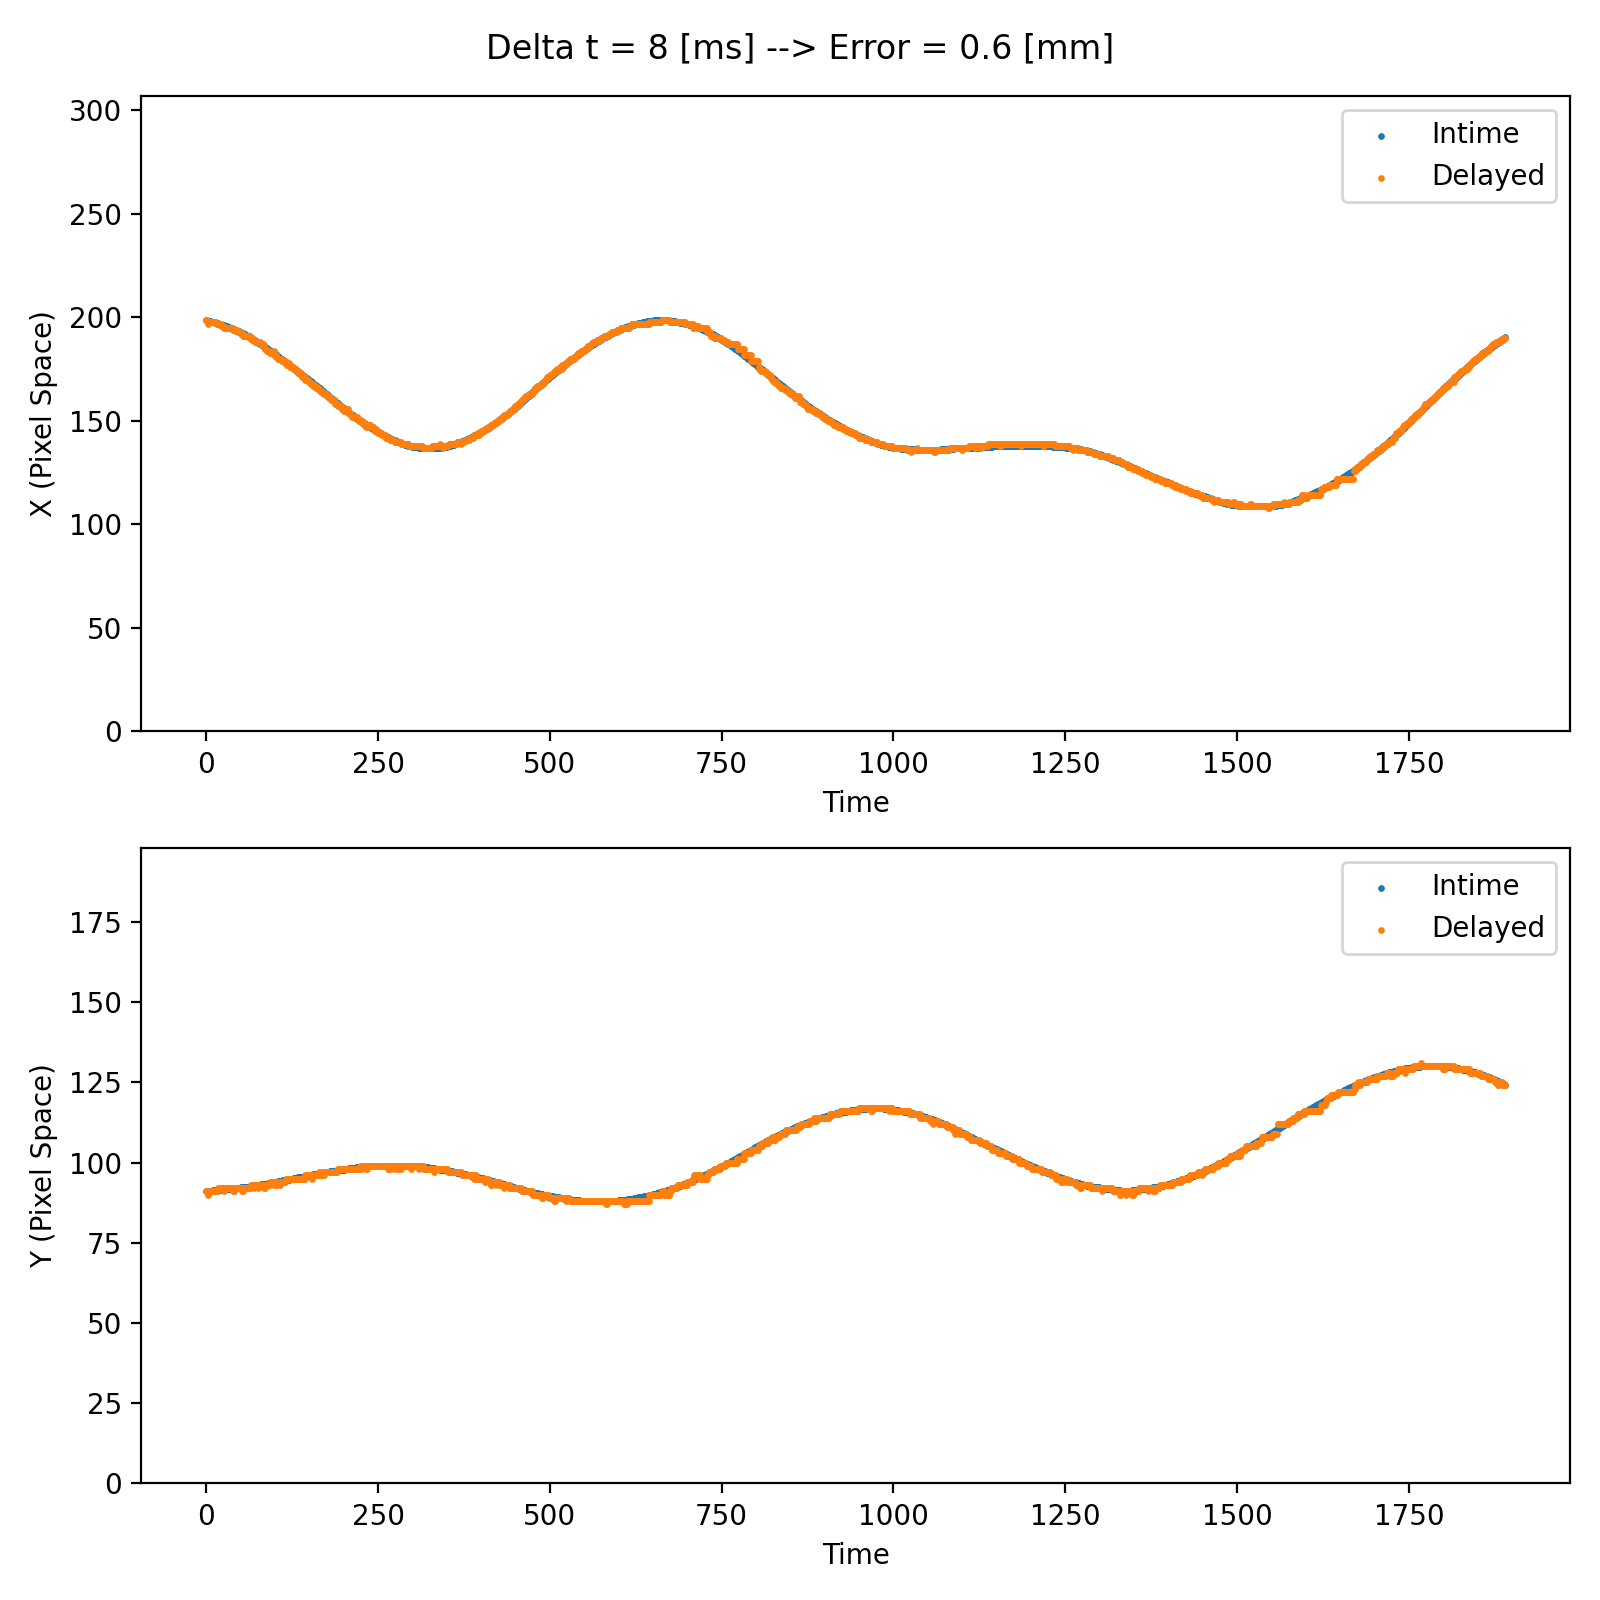 Delta t = 8 [ms] --> Error = 0.6 [mm]
300
250
200
150
100
50
0
X (Pixel Space)
Intime
Delayed
0 250 500 750 1000 1250 1500 1750
Time
175
150
125
100
75
50
25
0
Y (Pixel Space)
Intime
Delayed
0 250 500 750 1000 1250 1500 1750
Time